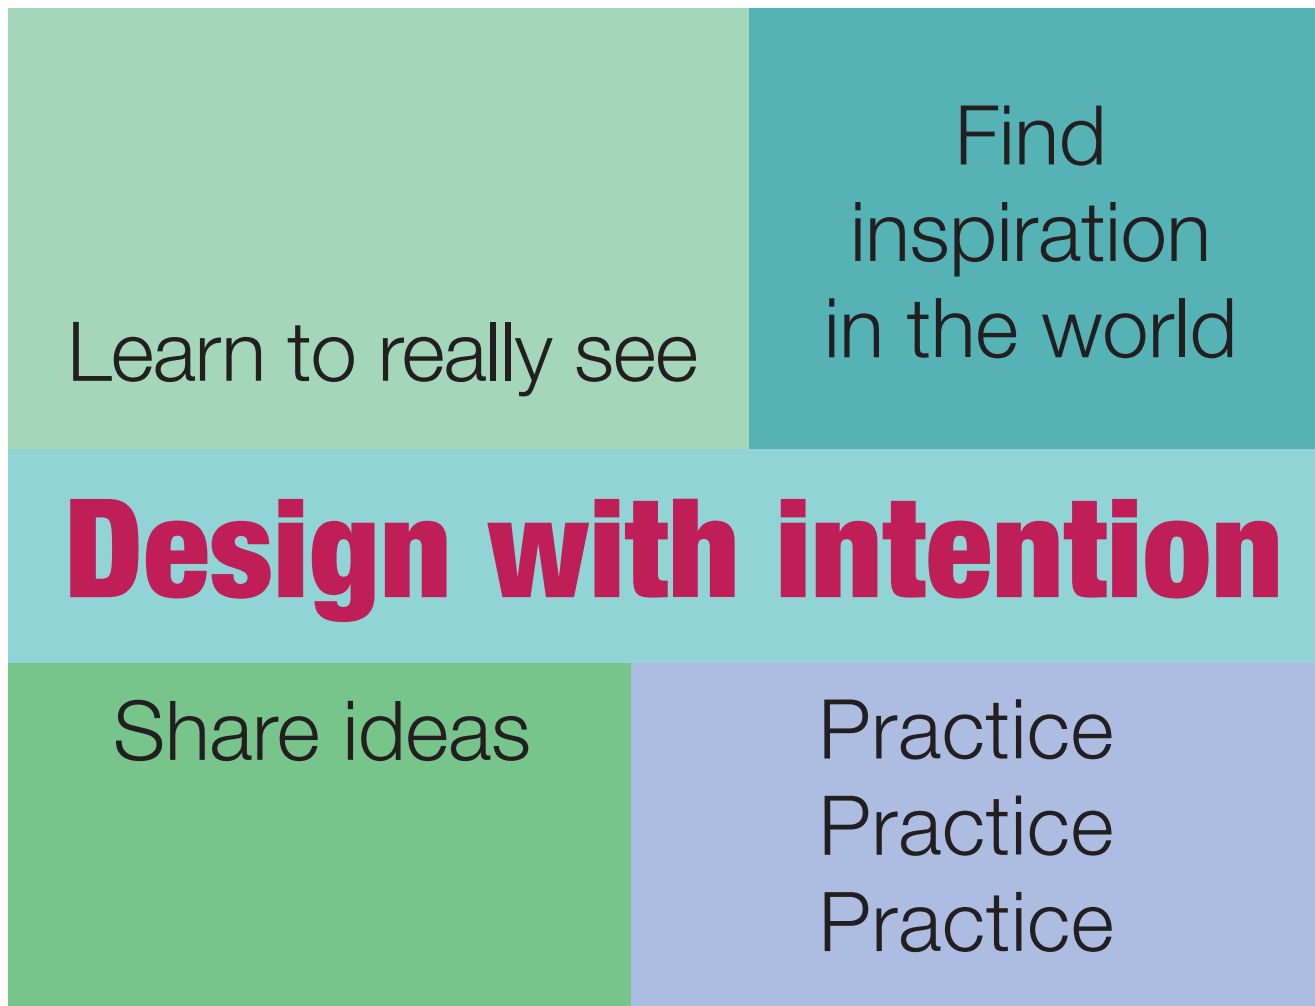 Learn to really see
Find
inspiration
in the world
Design with intention
Share ideas
Practice
Practice
Practice